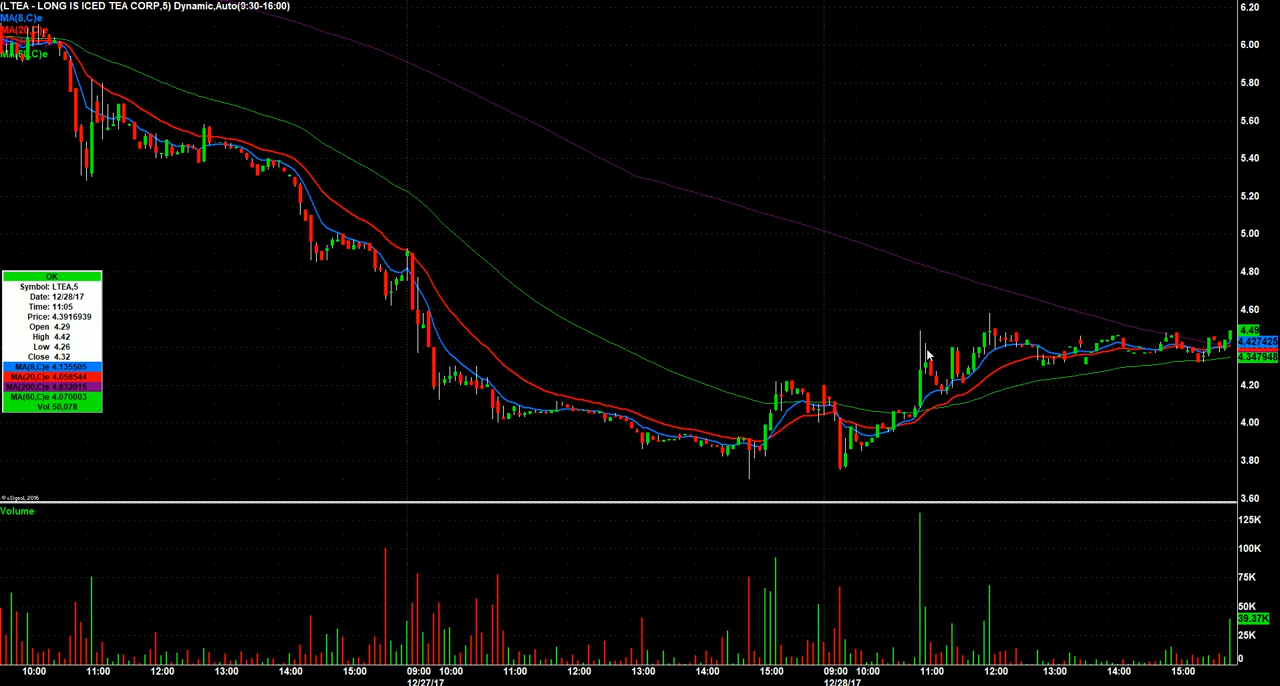 (LTEA - LONG IS ICED TEA CORP,5) Dynamic,Auto(9:30-16:00)
MA(8,C)e
MA(20,C)e
MA(60,C)e
6.20
6.00
5.80
5.60
5.40
5.20
5.00
4.80
4.60
4.49
4.427425
4.347948
4.20
4.00
3.80
3.60
OK
Symbol: LTEA,5
Date: 12/28/17
Time: 11:05
Price: 4.3916939
Open 4.29
High 4.42
Low 4.26
Close 4.32
MA(8,C)e 4.135505
MA(20,C)e 4.058544
MA(200,C)e 4.832015
MA(60,C)e 4.070003
Vol 50,078
© eSignal, 2016
Volume
125K
100K
75K
50K
39.37K
25K
0
10:00 11:00 12:00 13:00 14:00 15:00 09:00 10:00 11:00 12:00 13:00 14:00 15:00 09:00 10:00 11:00 12:00 13:00 14:00 15:00
12/27/17 12/28/17